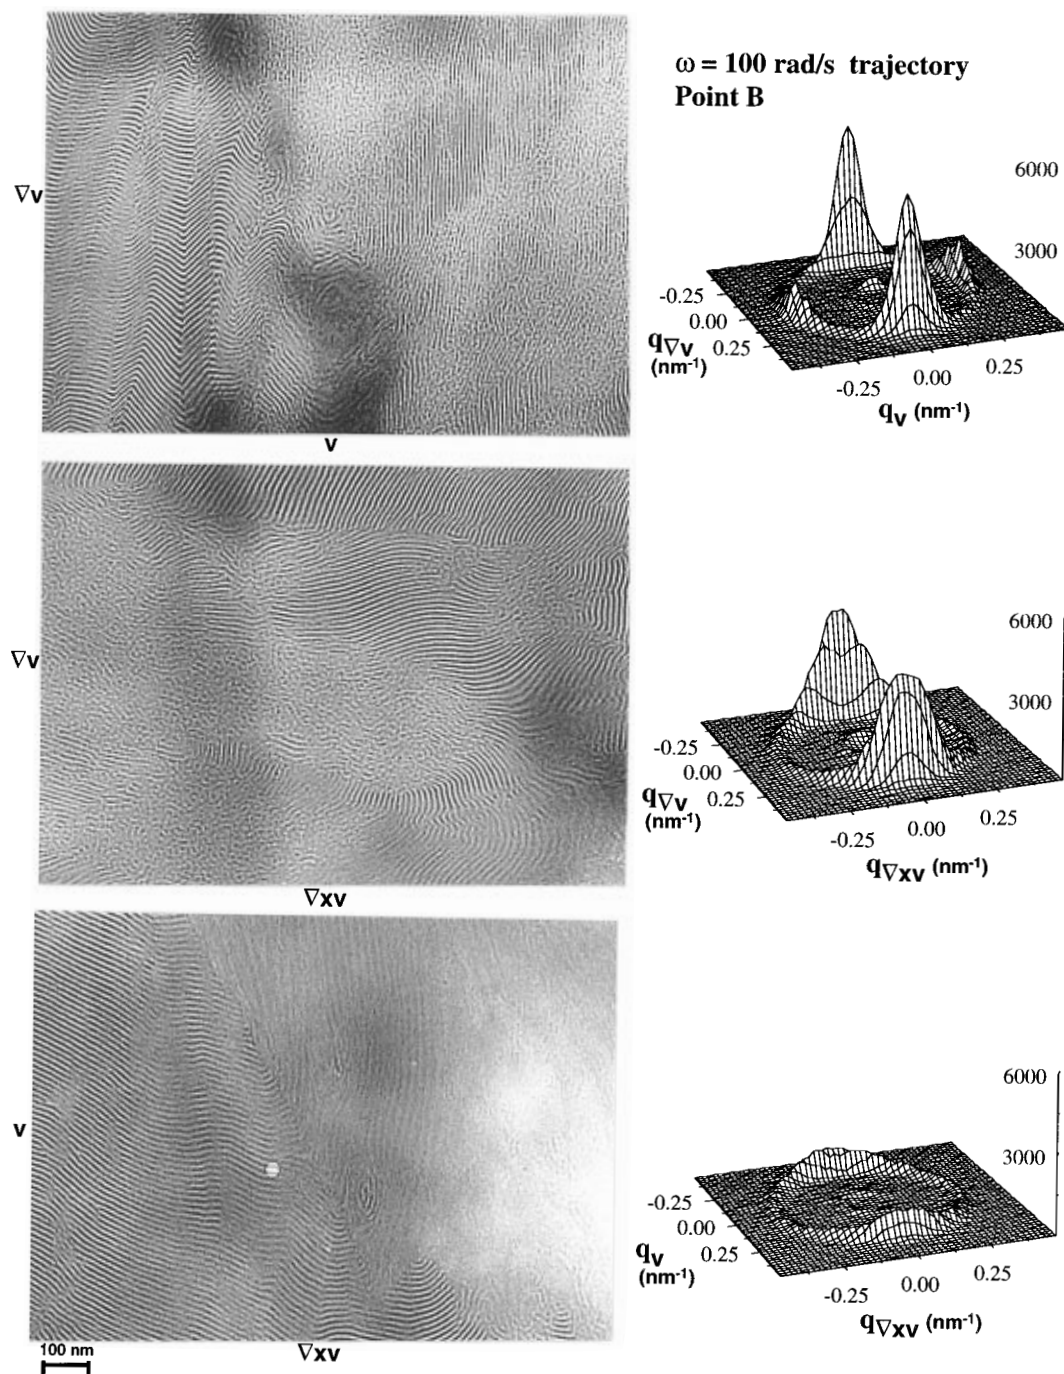 ω = 100 rad/s trajectory
Point B
∇v
v
6000
3000
-0.25
0.00
0.25
q∇v
(nm-1)
-0.25
0.00
0.25
qv (nm-1)
∇v
∇xv
6000
3000
-0.25
0.00
0.25
q∇v
(nm-1)
-0.25
0.00
0.25
q∇xv (nm-1)
v
∇xv
100 nm
6000
3000
-0.25
0.00
0.25
qv
(nm-1)
-0.25
0.00
0.25
q∇xv (nm-1)